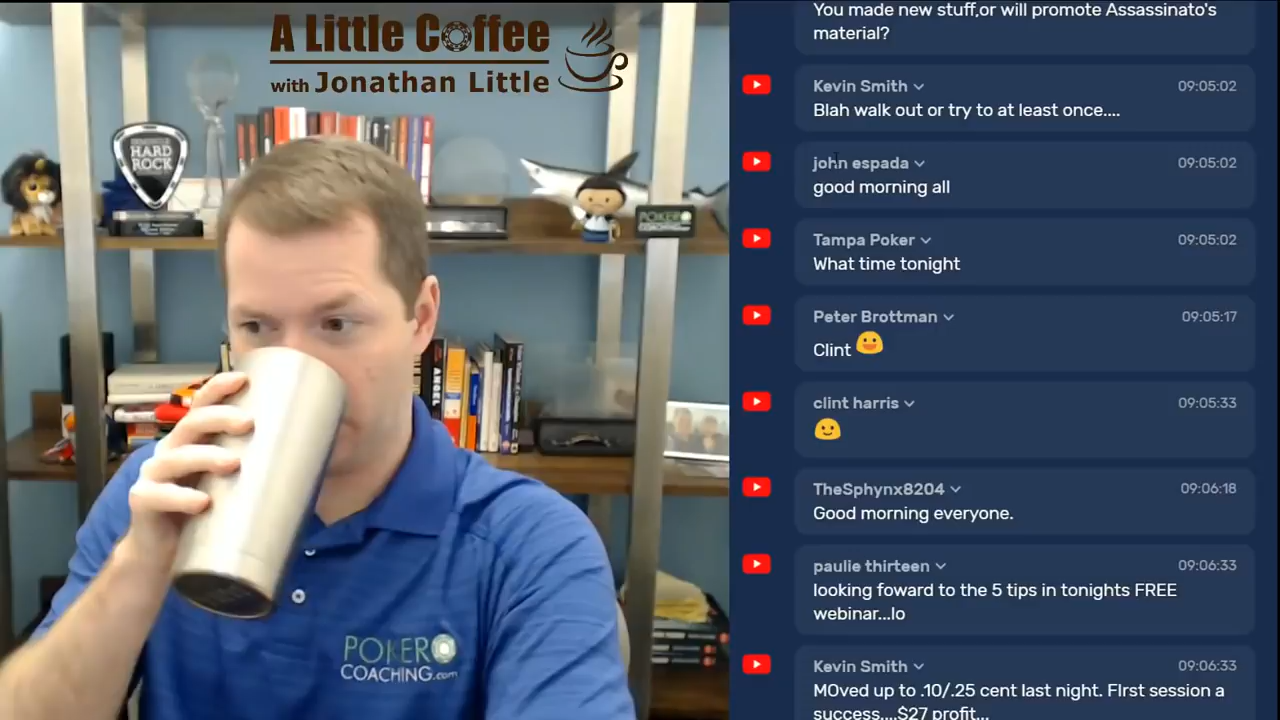 A Little Coffee
with Jonathan Little
HARD
ROCK
POKER
ANGEL
POKER
COACHING.com
You made new stuff,or will promote Assassinato's
material?
Kevin Smith 09:05:02
Blah walk out or try to at least once....
john espada 09:05:02
good morning all
Tampa Poker 09:05:02
What time tonight
Peter Brottman 09:05:17
Clint 😀
clint harris 09:05:33
🙂
TheSphynx8204 09:06:18
Good morning everyone.
paulie thirteen 09:06:33
looking foward to the 5 tips in tonights FREE
webinar...lo
Kevin Smith 09:06:33
MOved up to .10/.25 cent last night. FIrst session a
success....$27 profit...